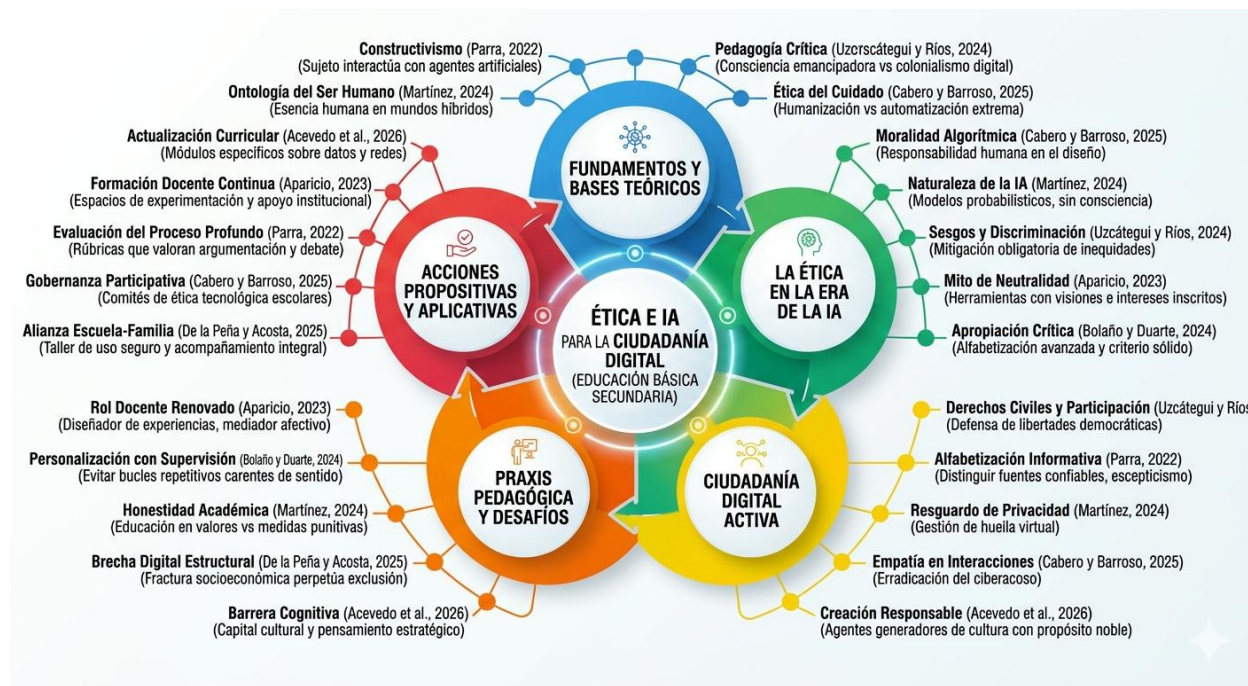 Constructivismo (Parra, 2022)
(Sujeto interactúa con agentes artificiales)
Ontología del Ser Humano (Martínez, 2024)
(Esencia humana en mundos híbridos)
Pedagogía Crítica (Uzcrscátegui y Ríos, 2024)
(Consciencia emancipadora vs colonialismo digital)
Ética del Cuidado (Cabero y Barroso, 2025)
(Humanización vs automatización extrema)
FUNDAMENTOS Y
BASES TEÓRICOS
Moralidad Algorítmica (Cabero y Barroso, 2025)
(Responsabilidad humana en el diseño)
Naturaleza de la IA (Martínez, 2024)
(Modelos probabilísticos, sin consciencia)
Sesgos y Discriminación (Uzcátegui y Ríos, 2024)
(Mitigación obligatoria de inequidades)
Mito de Neutralidad (Aparicio, 2023)
(Herramientas con visiones e intereses inscritos)
Apropiación Crítica (Bolaño y Duarte, 2024)
(Alfabetización avanzada y criterio sólido)
LA ÉTICA
EN LA ERA
DE LA IA
Actualización Curricular (Acevedo et al., 2026)
(Módulos específicos sobre datos y redes)
Formación Docente Continua (Aparicio, 2023)
(Espacios de experimentación y apoyo institucional)
Evaluación del Proceso Profundo (Parra, 2022)
(Rúbricas que valoran argumentación y debate)
Gobernanza Participativa (Cabero y Barroso, 2025)
(Comités de ética tecnológica escolares)
Alianza Escuela-Familia (De la Peña y Acosta, 2025)
(Taller de uso seguro y acompañamiento integral)
ACCIONES
PROPOSITIVAS
Y APLICATIVAS
ÉTICA E IA
PARA LA CIUDADANÍA
DIGITAL
(EDUCACIÓN BÁSICA
SECUNDARIA)
Rol Docente Renovado (Aparicio, 2023)
(Diseñador de experiencias, mediador afectivo)
Personalización con Supervisión (Bolaño y Duarte, 2024)
(Evitar bucles repetitivos carentes de sentido)
Honestidad Académica (Martínez, 2024)
(Educación en valores vs medidas punitivas)
Brecha Digital Estructural (De la Peña y Acosta, 2025)
(Fractura socioeconómica perpetúa exclusión)
Barrera Cognitiva (Acevedo et al., 2026)
(Capital cultural y pensamiento estratégico)
PRAXIS
PEDAGÓGICA
Y DESAFÍOS
CIUDADANÍA
DIGITAL
ACTIVA
Derechos Civiles y Participación (Uzcátegui y Ríos
(Defensa de libertades democráticas)
Alfabetización Informativa (Parra, 2022)
(Distinguir fuentes confiables, escepticismo)
Resguardo de Privacidad (Martínez, 2024)
(Gestión de huella virtual)
Empatía en Interacciones (Cabero y Barroso, 2025)
(Erradicación del ciberacoso)
Creación Responsable (Acevedo et al., 2026)
(Agentes generadores de cultura con propósito noble)